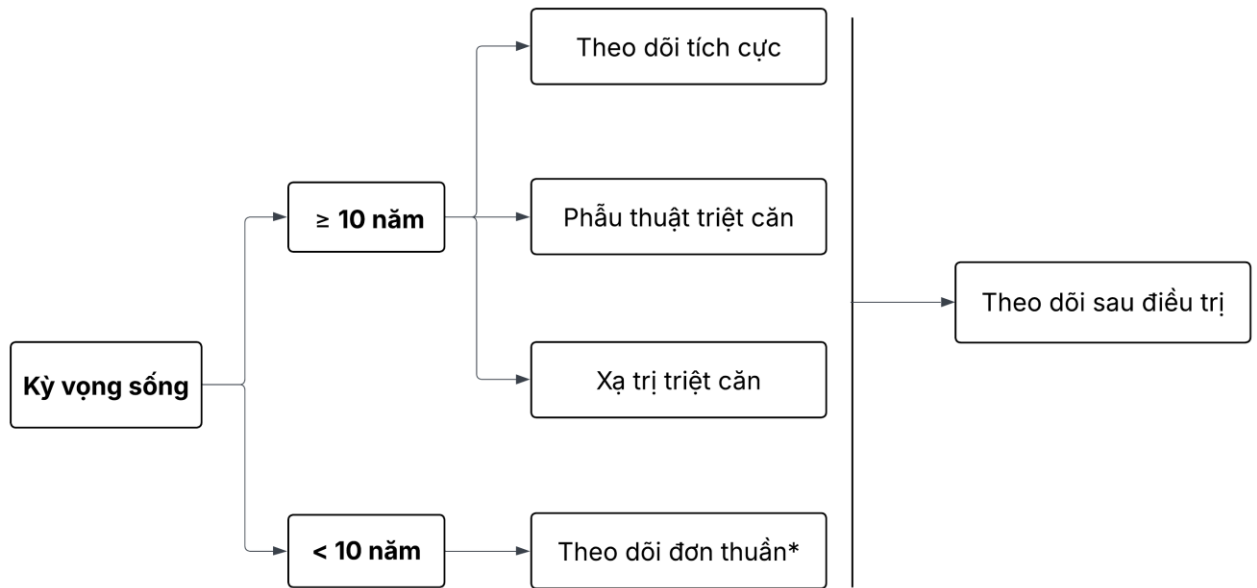 Theo dõi tích cực
≥ 10 năm
Phẫu thuật triệt căn
Theo dõi sau điều trị
Kỳ vọng sống
Xạ trị triệt căn
< 10 năm
Theo dõi đơn thuần*